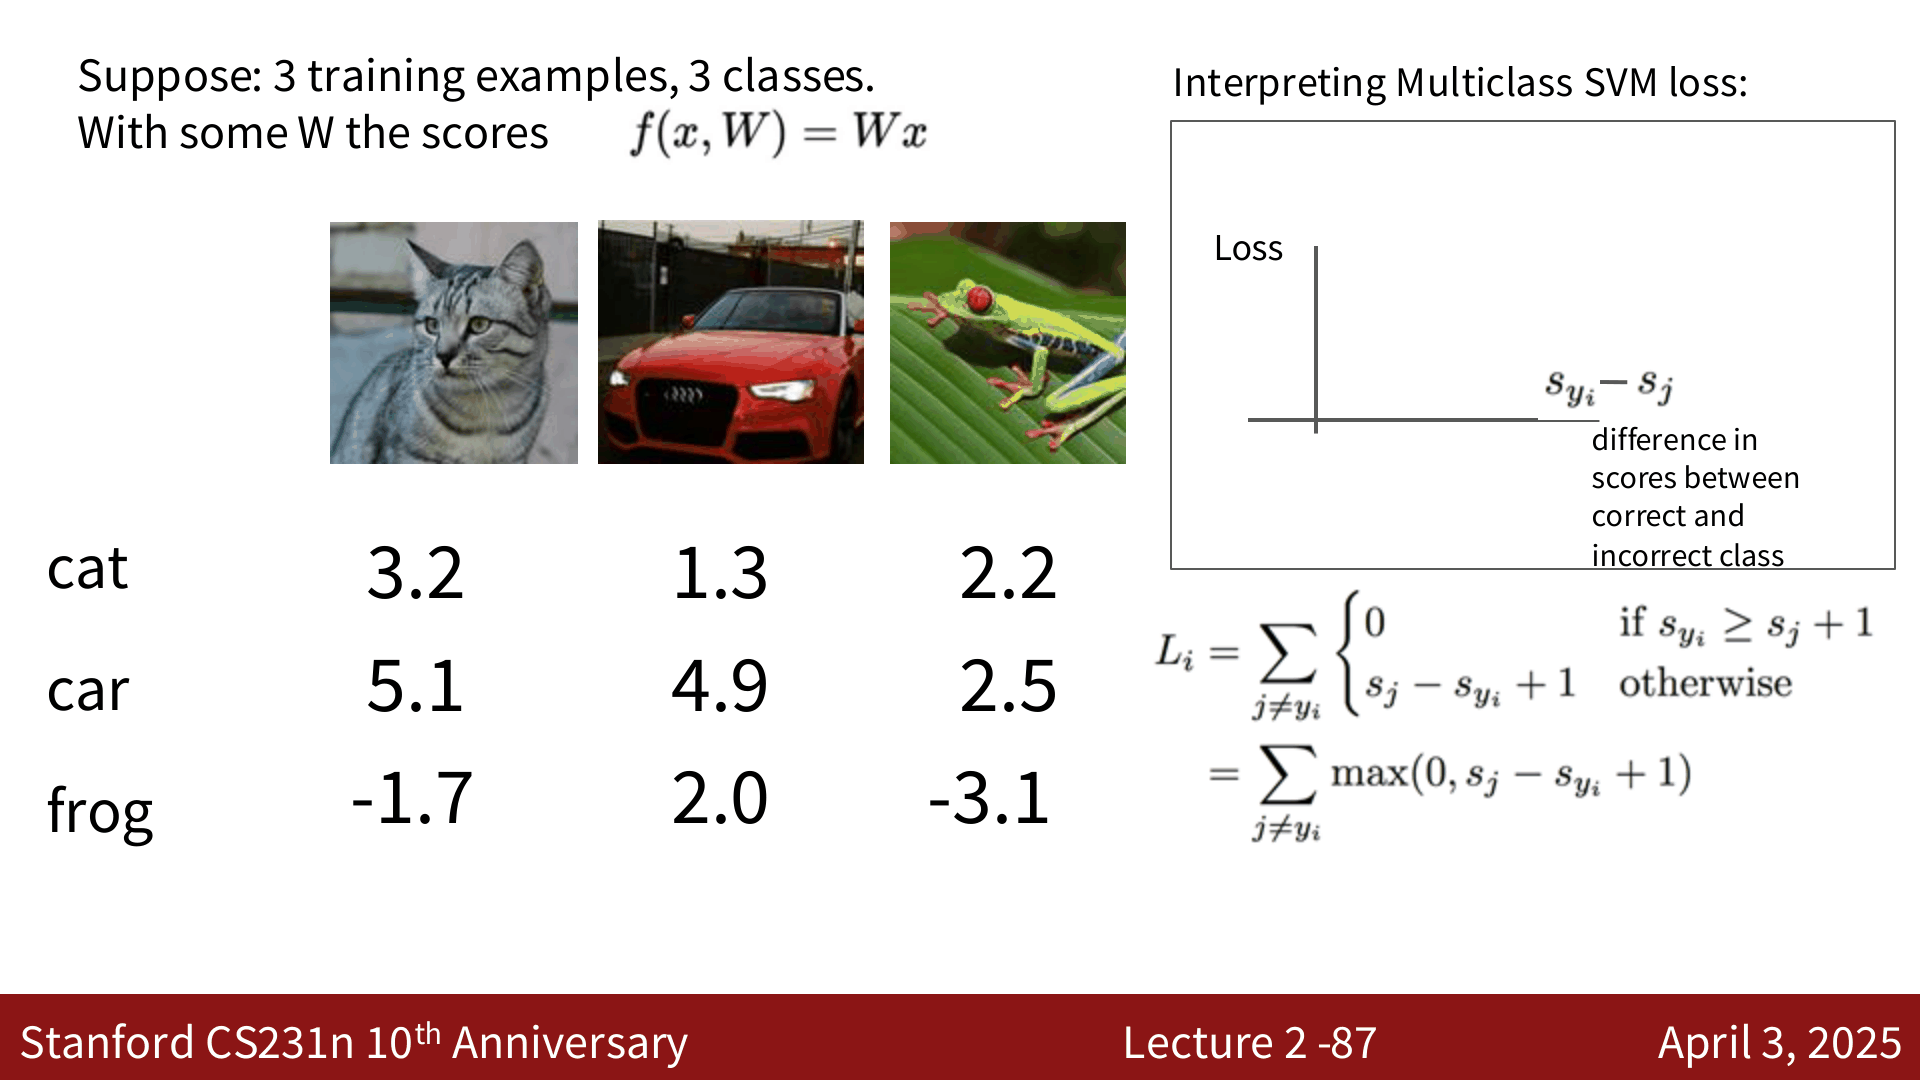 Suppose: 3 training examples, 3 classes.
With some W the scores f(x, W) = Wx
cat 3.2 1.3 2.2
car 5.1 4.9 2.5
frog -1.7 2.0 -3.1
Interpreting Multiclass SVM loss:
Loss
s_{y_i} − s_j
difference in
scores between
correct and
incorrect class
L_i = ∑_{j≠y_i} { 0 if s_{y_i} ≥ s_j + 1
s_j − s_{y_i} + 1 otherwise
= ∑_{j≠y_i} max(0, s_j − s_{y_i} + 1)
Stanford CS231n 10th Anniversary Lecture 2 -87 April 3, 2025